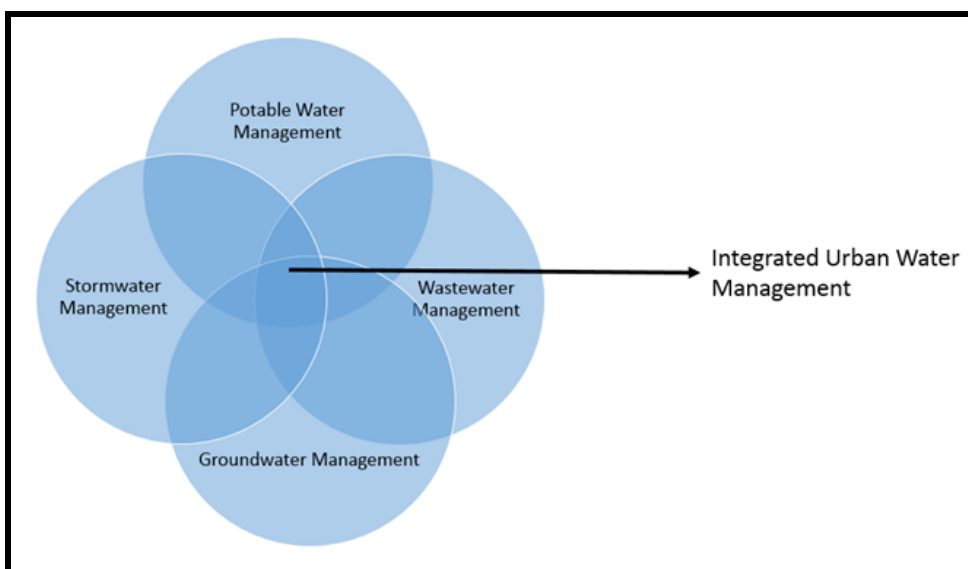 Potable Water
Management
Stormwater
Management
Wastewater
Management
Groundwater Management
Integrated Urban Water
Management